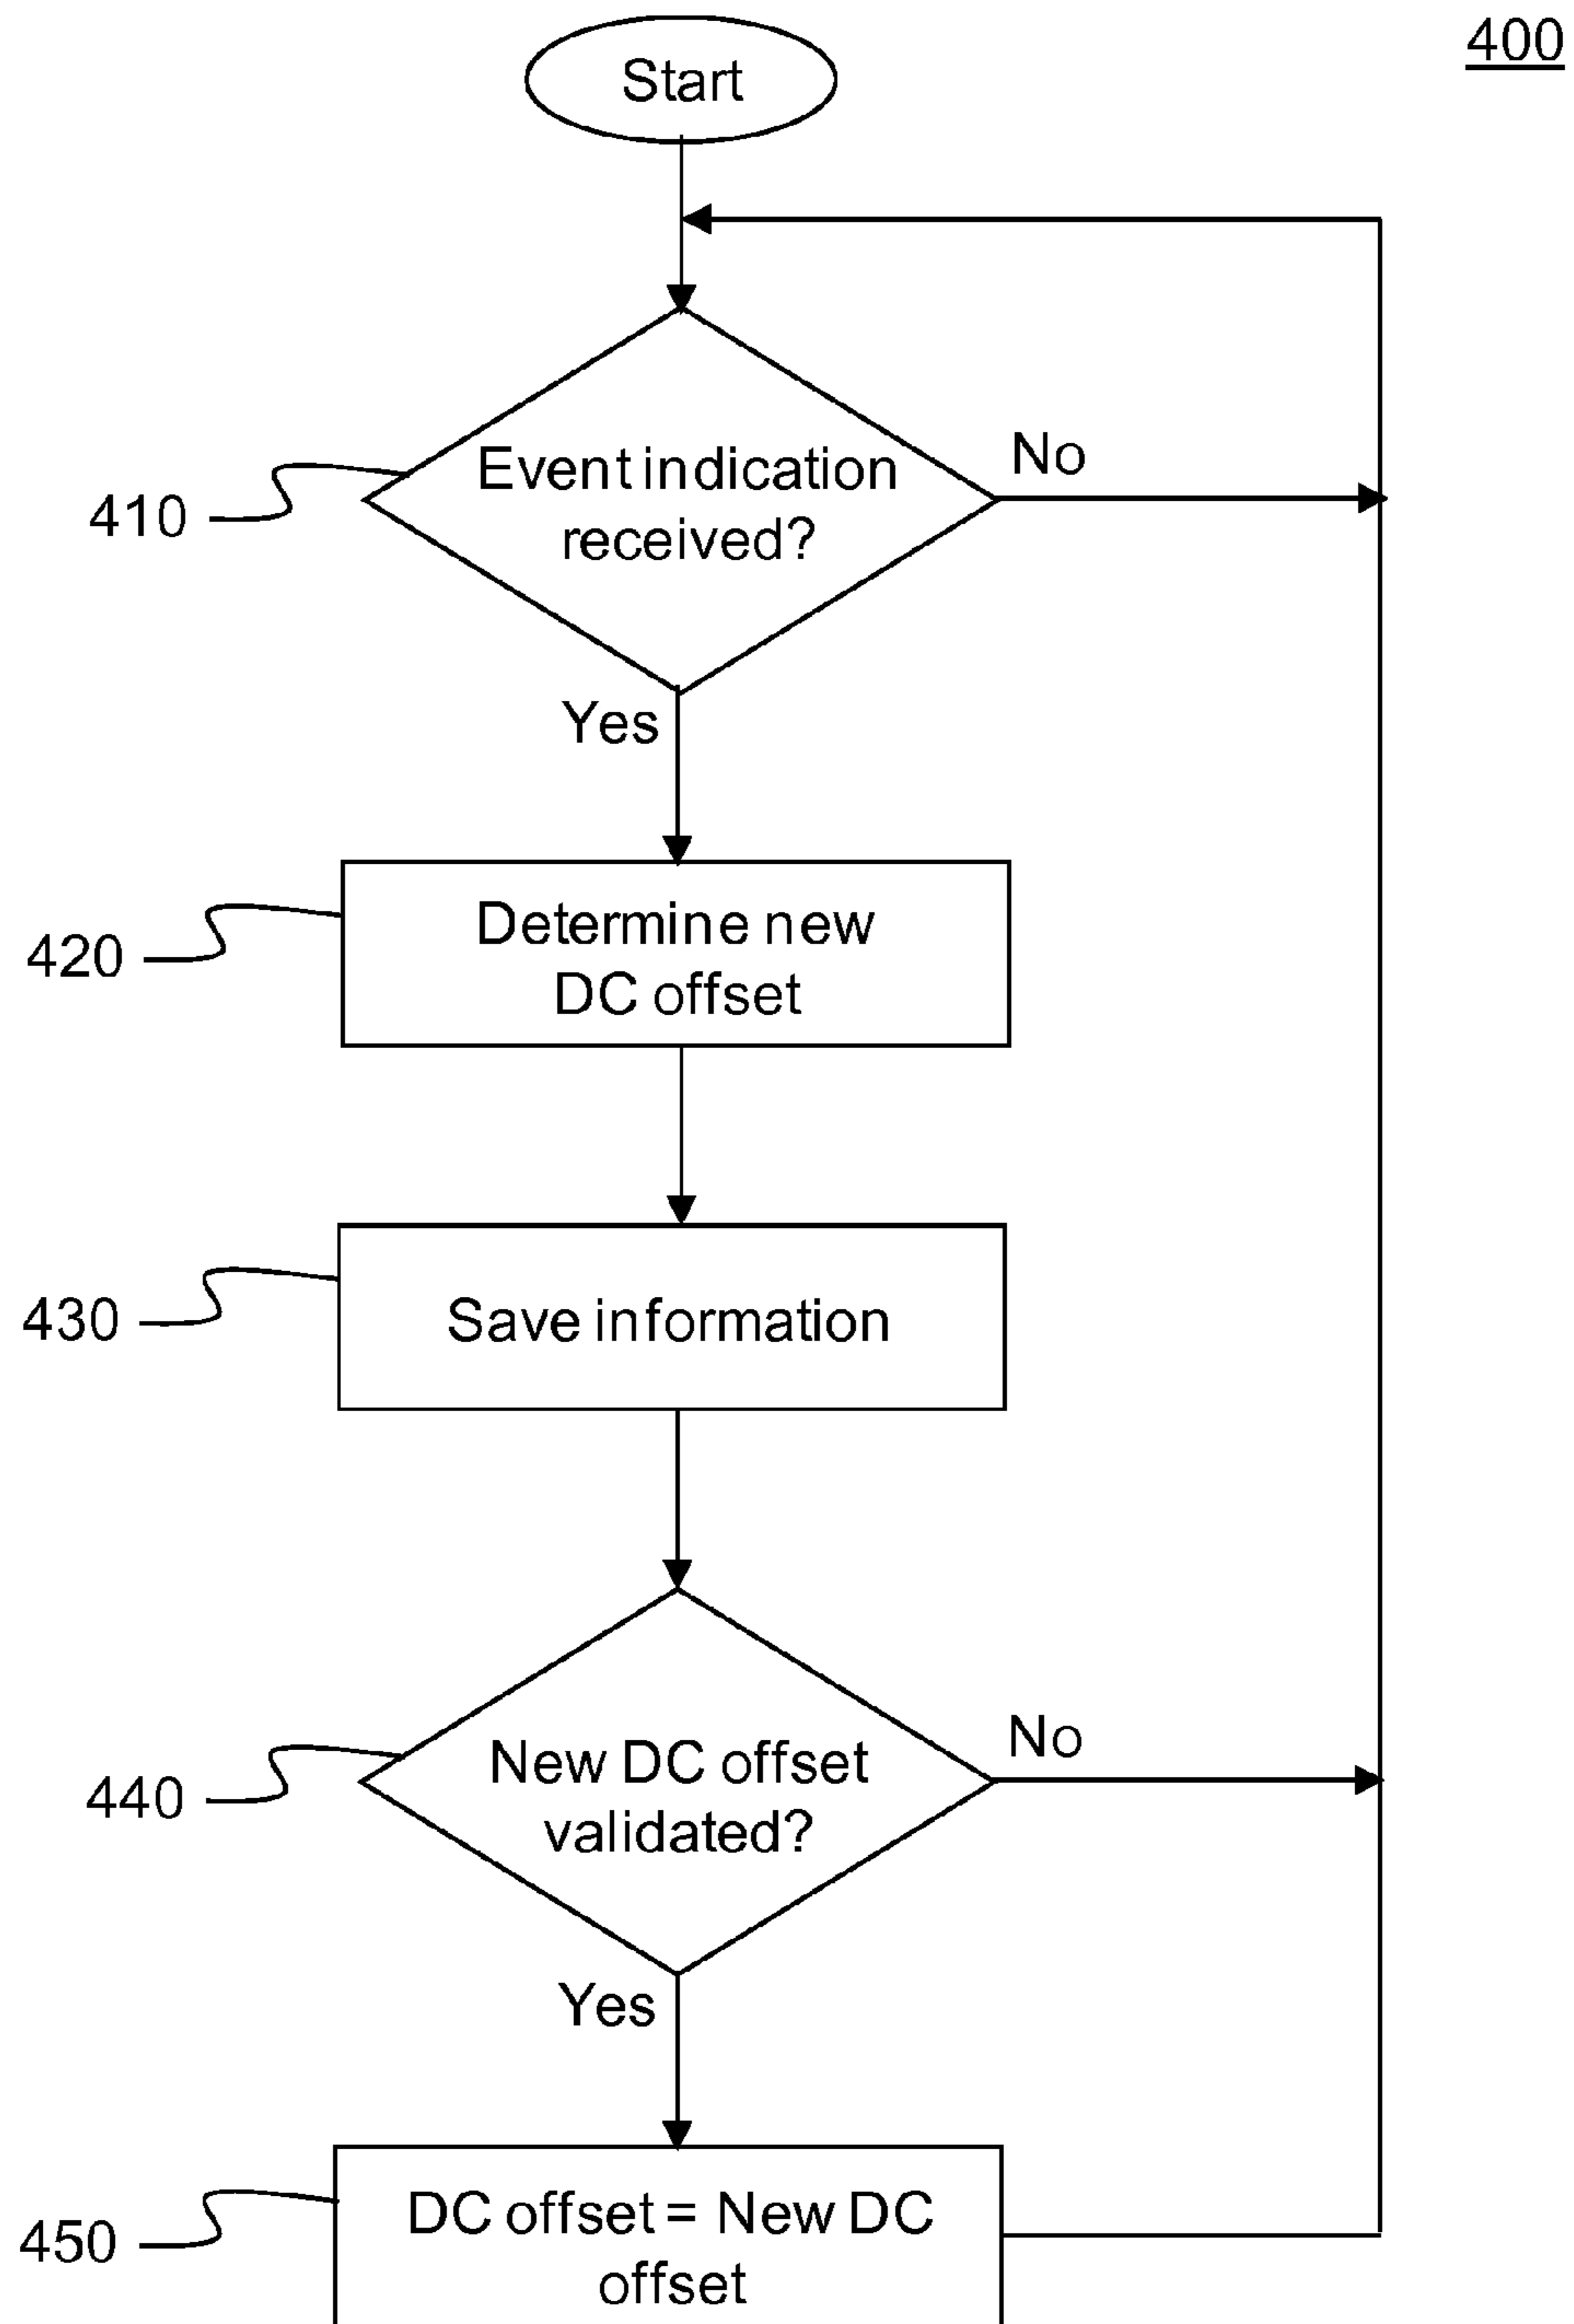 400
Start
Event indication
received?
No
410
Yes
Determine new
DC offset
420
Save information
430
New DC offset
validated?
No
440
Yes
DC offset = New DC
offset
450